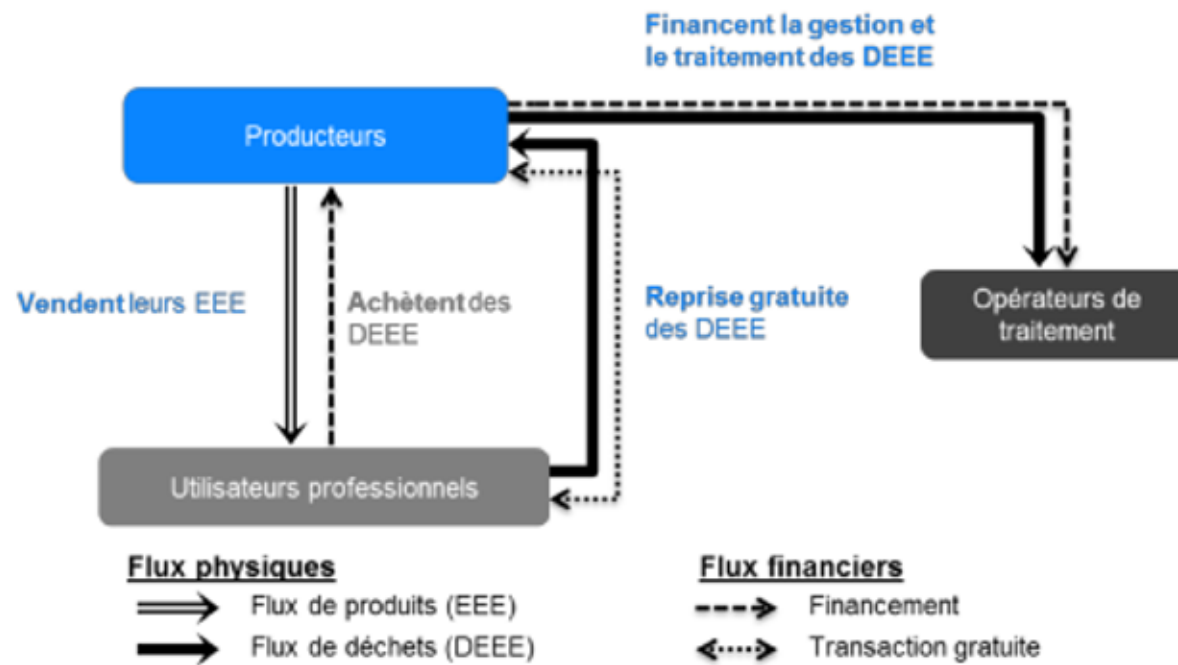 Financent la gestion et
le traitement des DEEE
Producteurs
Vendent leurs EEE
Achètent des
DEEE
Reprise gratuite
des DEEE
Opérateurs de
traitement
Utilisateurs professionnels
Flux physiques
Flux de produits (EEE)
Flux de déchets (DEEE)
Flux financiers
Financement
Transaction gratuite